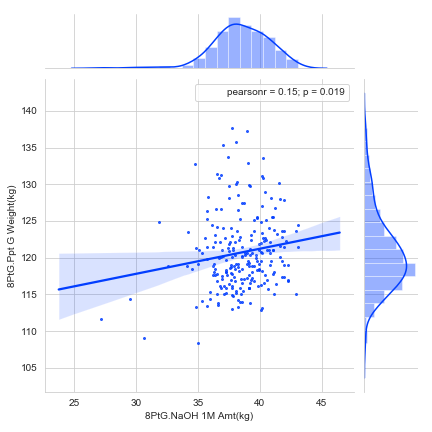 pearsonr = 0.15; p = 0.019
140
135
130
125
120
115
110
105
8PtG.Ppt G Weight(kg)
25 30 35 40 45
8PtG.NaOH 1M Amt(kg)